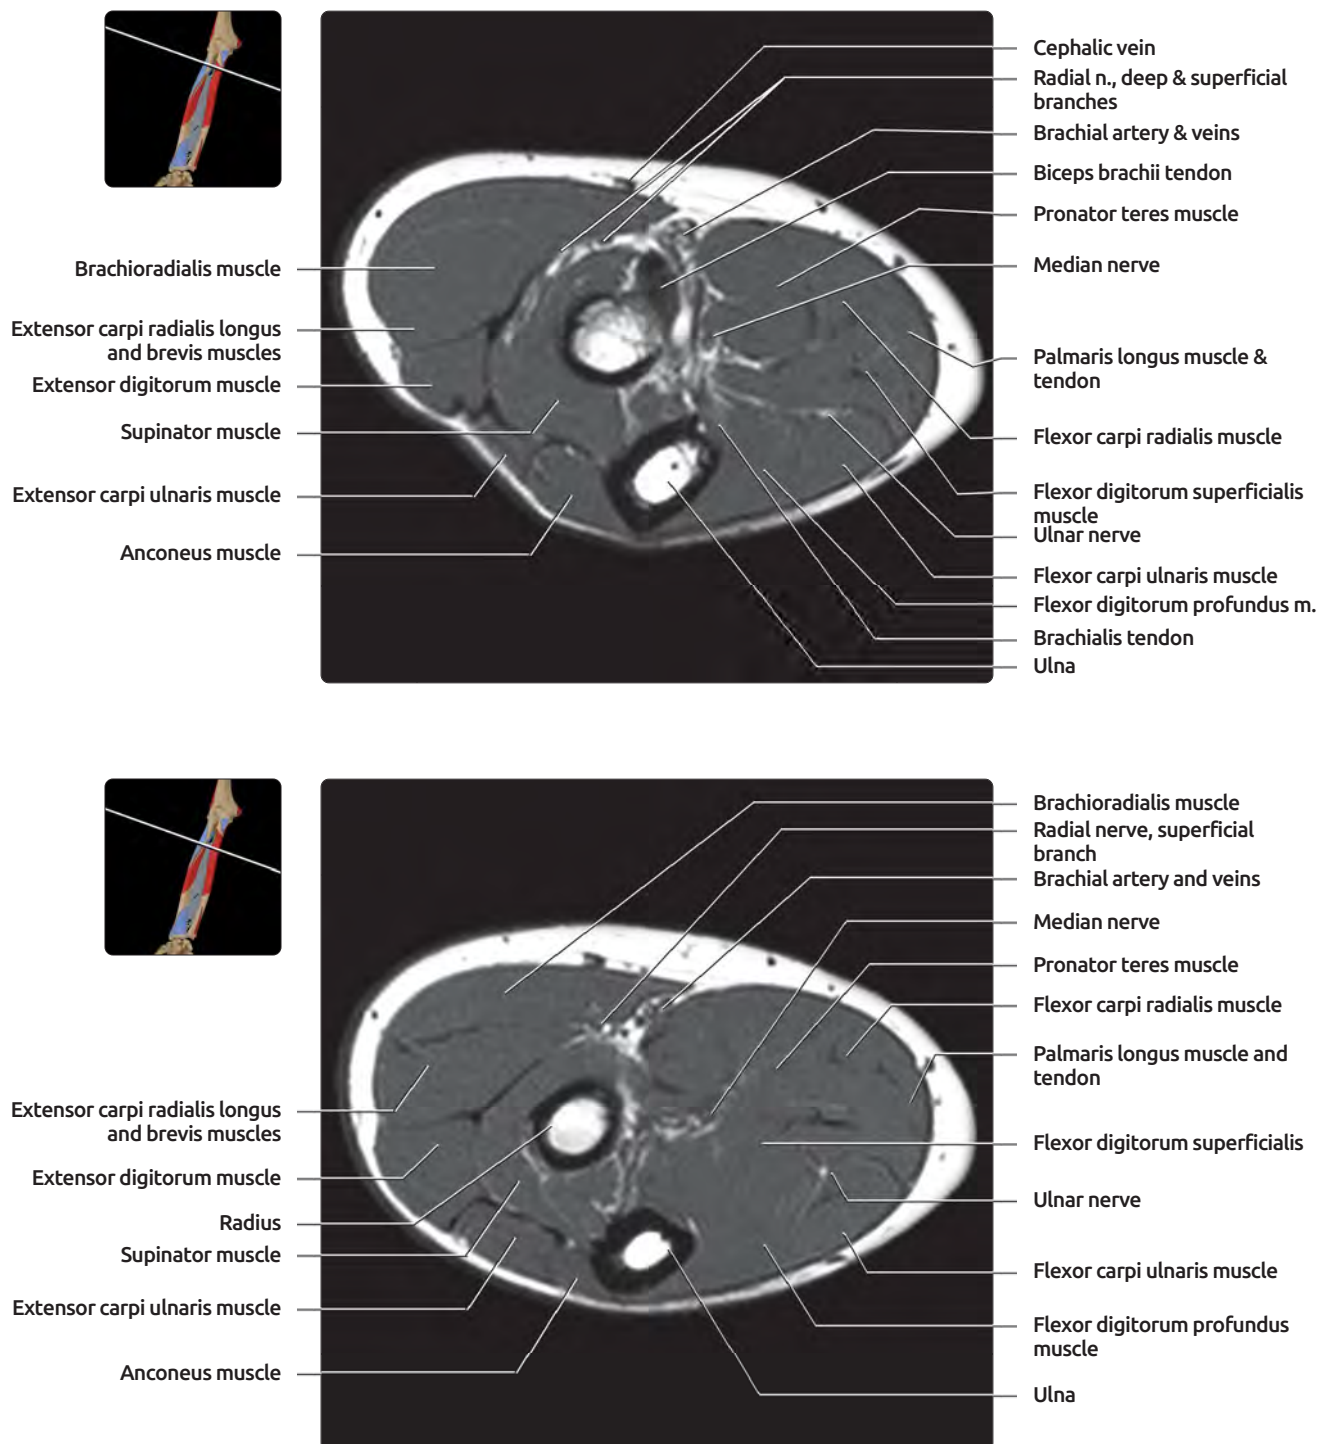 Cephalic vein
Radial n., deep & superficial
branches
Brachial artery & veins
Biceps brachii tendon
Pronator teres muscle
Median nerve
Palmaris longus muscle &
tendon
Flexor carpi radialis muscle
Flexor digitorum superficialis
muscle
Ulnar nerve
Flexor carpi ulnaris muscle
Flexor digitorum profundus m.
Brachialis tendon
Ulna
Brachioradialis muscle
Extensor carpi radialis longus
and brevis muscles
Extensor digitorum muscle
Supinator muscle
Extensor carpi ulnaris muscle
Anconeus muscle
Brachioradialis muscle
Radial nerve, superficial
branch
Brachial artery and veins
Median nerve
Pronator teres muscle
Flexor carpi radialis muscle
Palmaris longus muscle and
tendon
Flexor digitorum superficialis
Ulnar nerve
Flexor carpi ulnaris muscle
Flexor digitorum profundus
muscle
Ulna
Extensor carpi radialis longus
and brevis muscles
Extensor digitorum muscle
Radius
Supinator muscle
Extensor carpi ulnaris muscle
Anconeus muscle